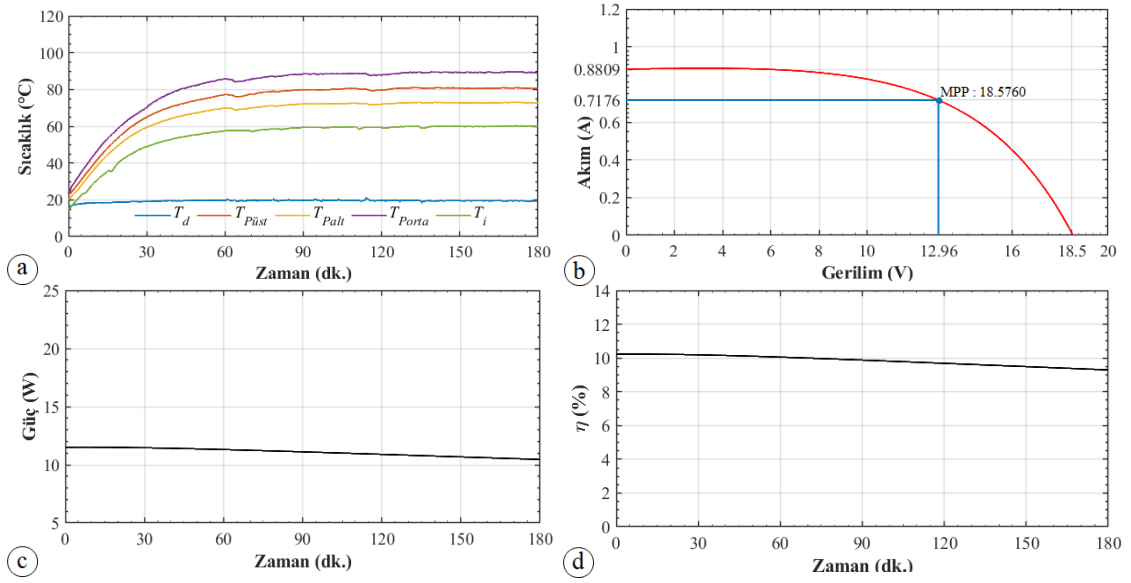 120
100
80
60
40
20
0
Sıcaklık (°C)
T_d T_Püst T_Palt T_Porta T_i
0 30 60 90 120 150 180
Zaman (dk.)
a
1.2
1
0.8809
0.7176
0.6
0.4
0.2
0
Akım (A)
MPP : 18.5760
0 2 4 6 8 10 12.96 16 18.5 20
Gerilim (V)
b
25
20
15
10
5
Güç (W)
0 30 60 90 120 150 180
Zaman (dk.)
c
14
12
10
8
6
4
2
0
η (%)
0 30 60 90 120 150 180
Zaman (dk.)
d